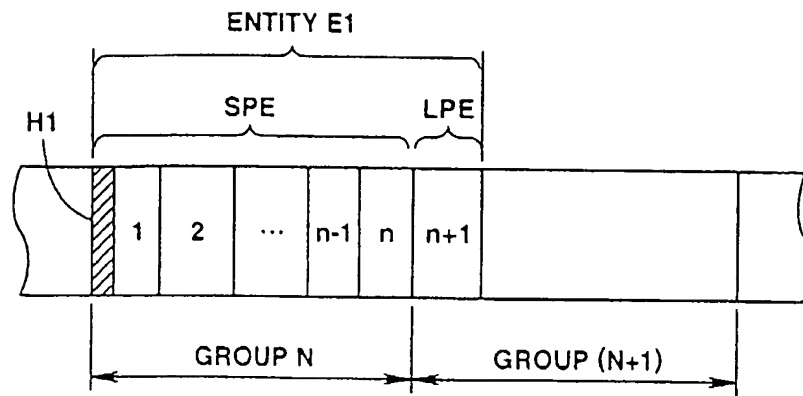 ENTITY E1
SPE LPE
H1
1 2 ... n-1 n n+1
GROUP N GROUP (N+1)